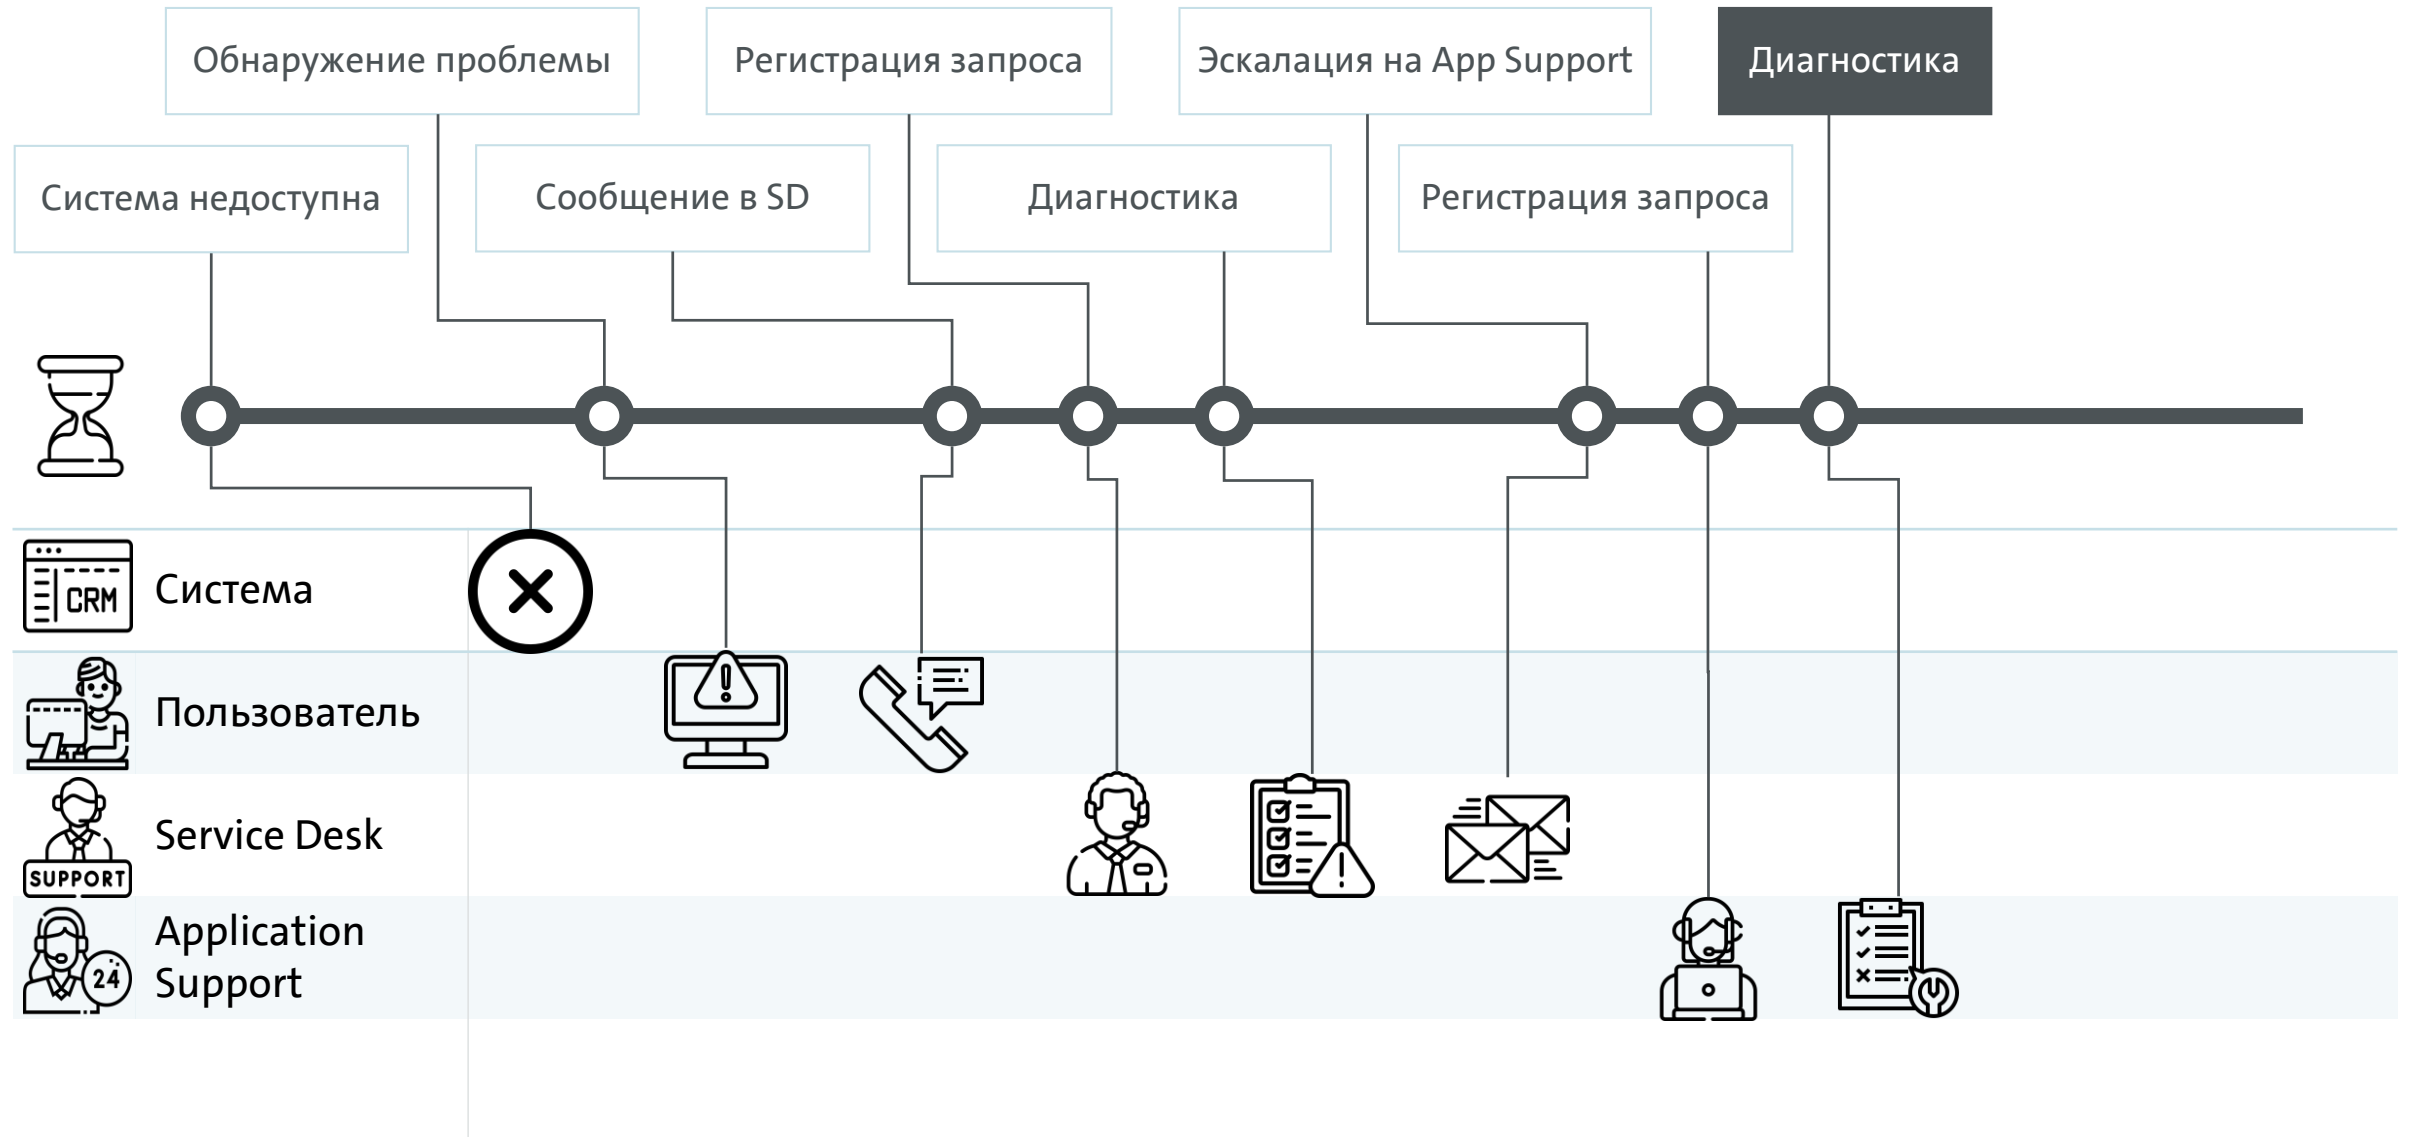 Обнаружение проблемы
Регистрация запроса
Эскалация на App Support
Диагностика
Система недоступна
Сообщение в SD
Диагностика
Регистрация запроса
CRM
Система
Пользователь
SUPPORT
Service Desk
24
Application
Support